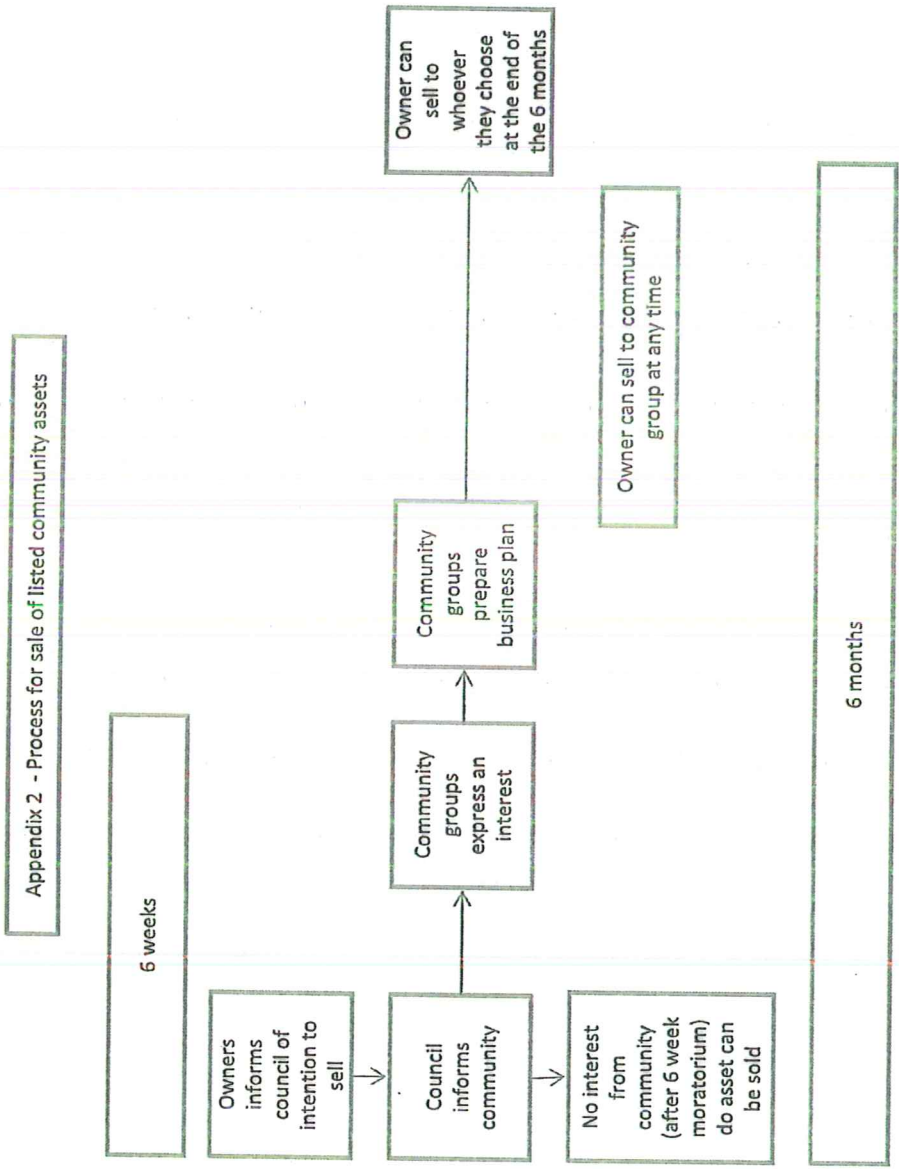 Appendix 2 - Process for sale of listed community assets
6 weeks
Owners
informs
council of
intention to
sell
Council
informs
community
No interest
from
community
(after 6 week
moratorium)
do asset can
be sold
Community
groups
express an
interest
Community
groups
prepare
business plan
Owner can
sell to
whoever
they choose
at the end of
the 6 months
Owner can sell to community
group at any time
6 months